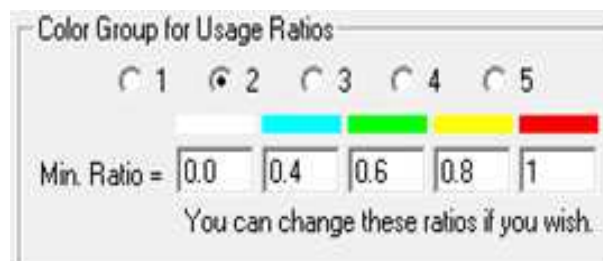 Color Group for Usage Ratios
1 2 3 4 5
Min. Ratio = 0.0 0.4 0.6 0.8 1
You can change these ratios if you wish.